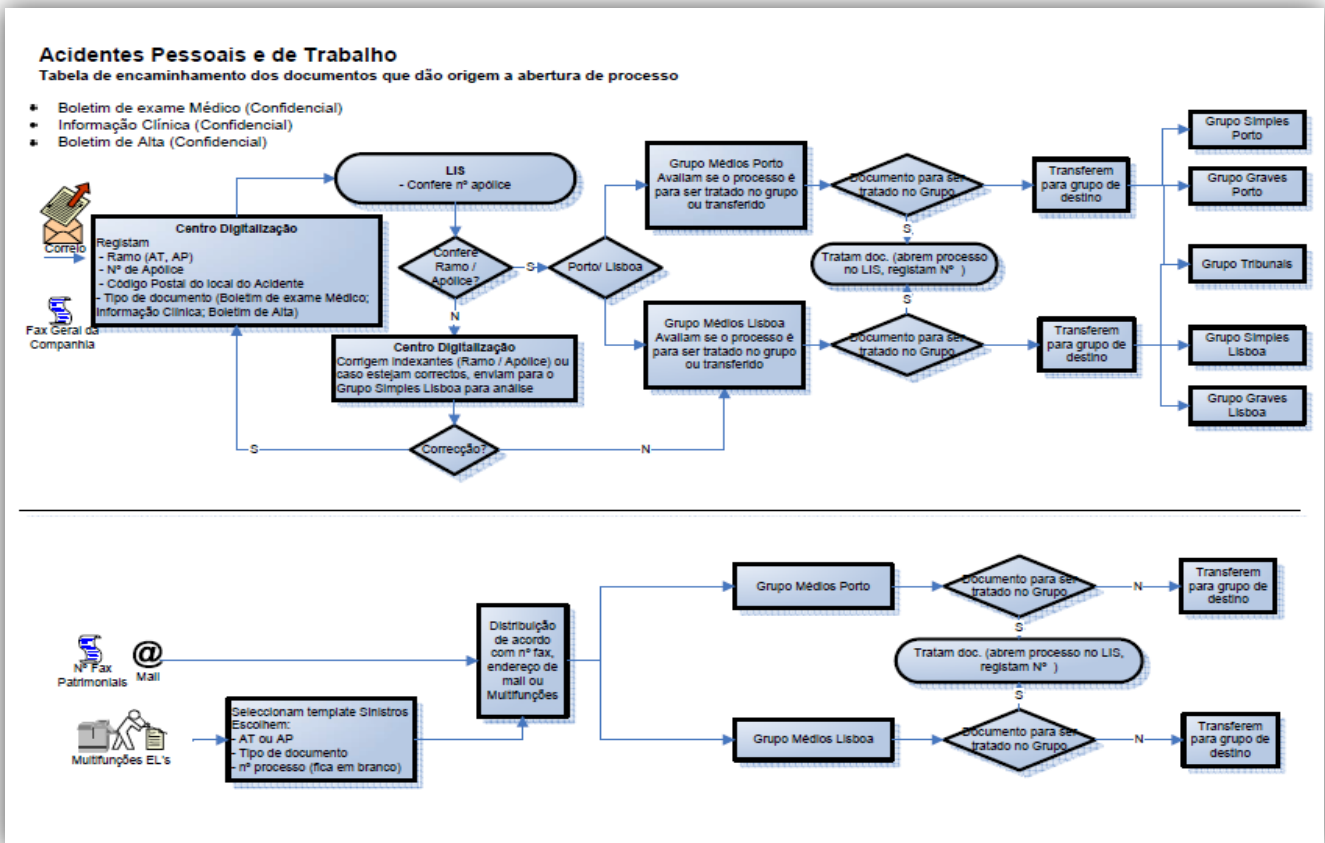 Acidentes Pessoais e de Trabalho
Tabela de encaminhamento dos documentos que dão origem a abertura de processo
Boletim de exame Médico (Confidencial)
Informação Clínica (Confidencial)
Boletim de Alta (Confidencial)
Correio
Fax Geral da
Companhia
Centro Digitalização
Registam
- Ramo (AT, AP)
- Nº de Apólice
- Código Postal do local do Acidente
- Tipo de documento (Boletim de exame Médico;
Informação Clínica; Boletim de Alta)
LIS
- Confere nº apólice
Confere
Ramo /
Apólice?
S
N
Porto/ Lisboa
Centro Digitalização
Corrigem Indexantes (Ramo / Apólice) ou
caso estejam correctos, enviam para o
Grupo Simples Lisboa para análise
Correcção?
S
N
Grupo Médios Porto
Avaliam se o processo é
para ser tratado no grupo
ou transferido
Documento para ser
tratado no Grupo
S
Tratam doc. (abrem processo
no LIS, registam Nº )
S
Grupo Médios Lisboa
Avaliam se o processo é
para ser tratado no grupo
ou transferido
Documento para ser
tratado no Grupo
Transferem
para grupo de
destino
Transferem
para grupo de
destino
Grupo Simples
Porto
Grupo Graves
Porto
Grupo Tribunais
Grupo Simples
Lisboa
Grupo Graves
Lisboa
Nº Fax
Patrimoniais
@
Mail
Multifunções EL's
Seleccionam template Sinistros
Escolhem:
- AT ou AP
- Tipo de documento
- nº processo (fica em branco)
Distribuição
de acordo
com nº fax,
endereço de
mail ou
Multifunções
Grupo Médios Porto
Documento para ser
tratado no Grupo
N
Transferem
para grupo de
destino
S
Tratam doc. (abrem processo no LIS,
registam Nº )
S
Grupo Médios Lisboa
Documento para ser
tratado no Grupo
N
Transferem
para grupo de
destino